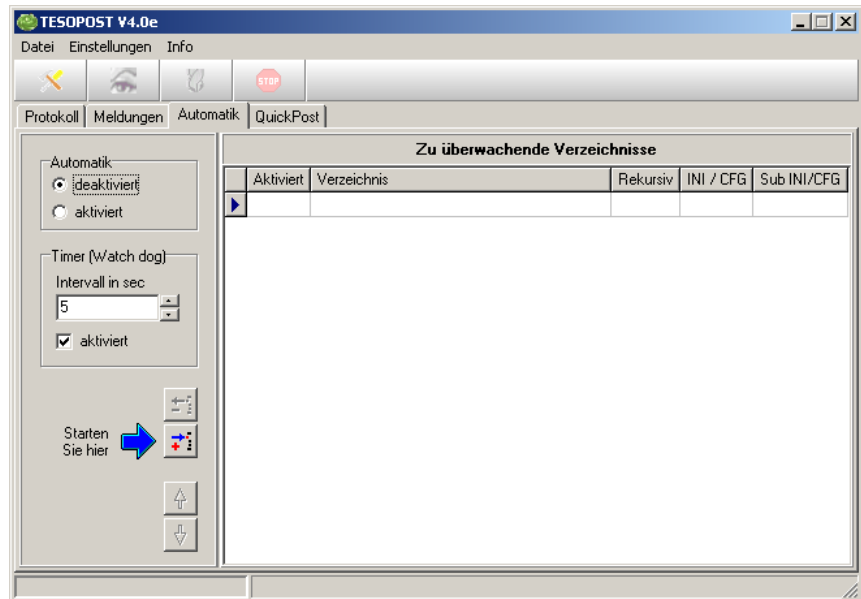 TESOPOST V4.0e
Datei Einstellungen Info
STOP
Protokoll Meldungen Automatik QuickPost
Automatik
deaktiviert
aktiviert
Timer (Watch dog)
Intervall in sec
5
aktiviert
Starten
Sie hier
Zu überwachende Verzeichnisse
Aktiviert Verzeichnis Rekursiv INI / CFG Sub INI/CFG